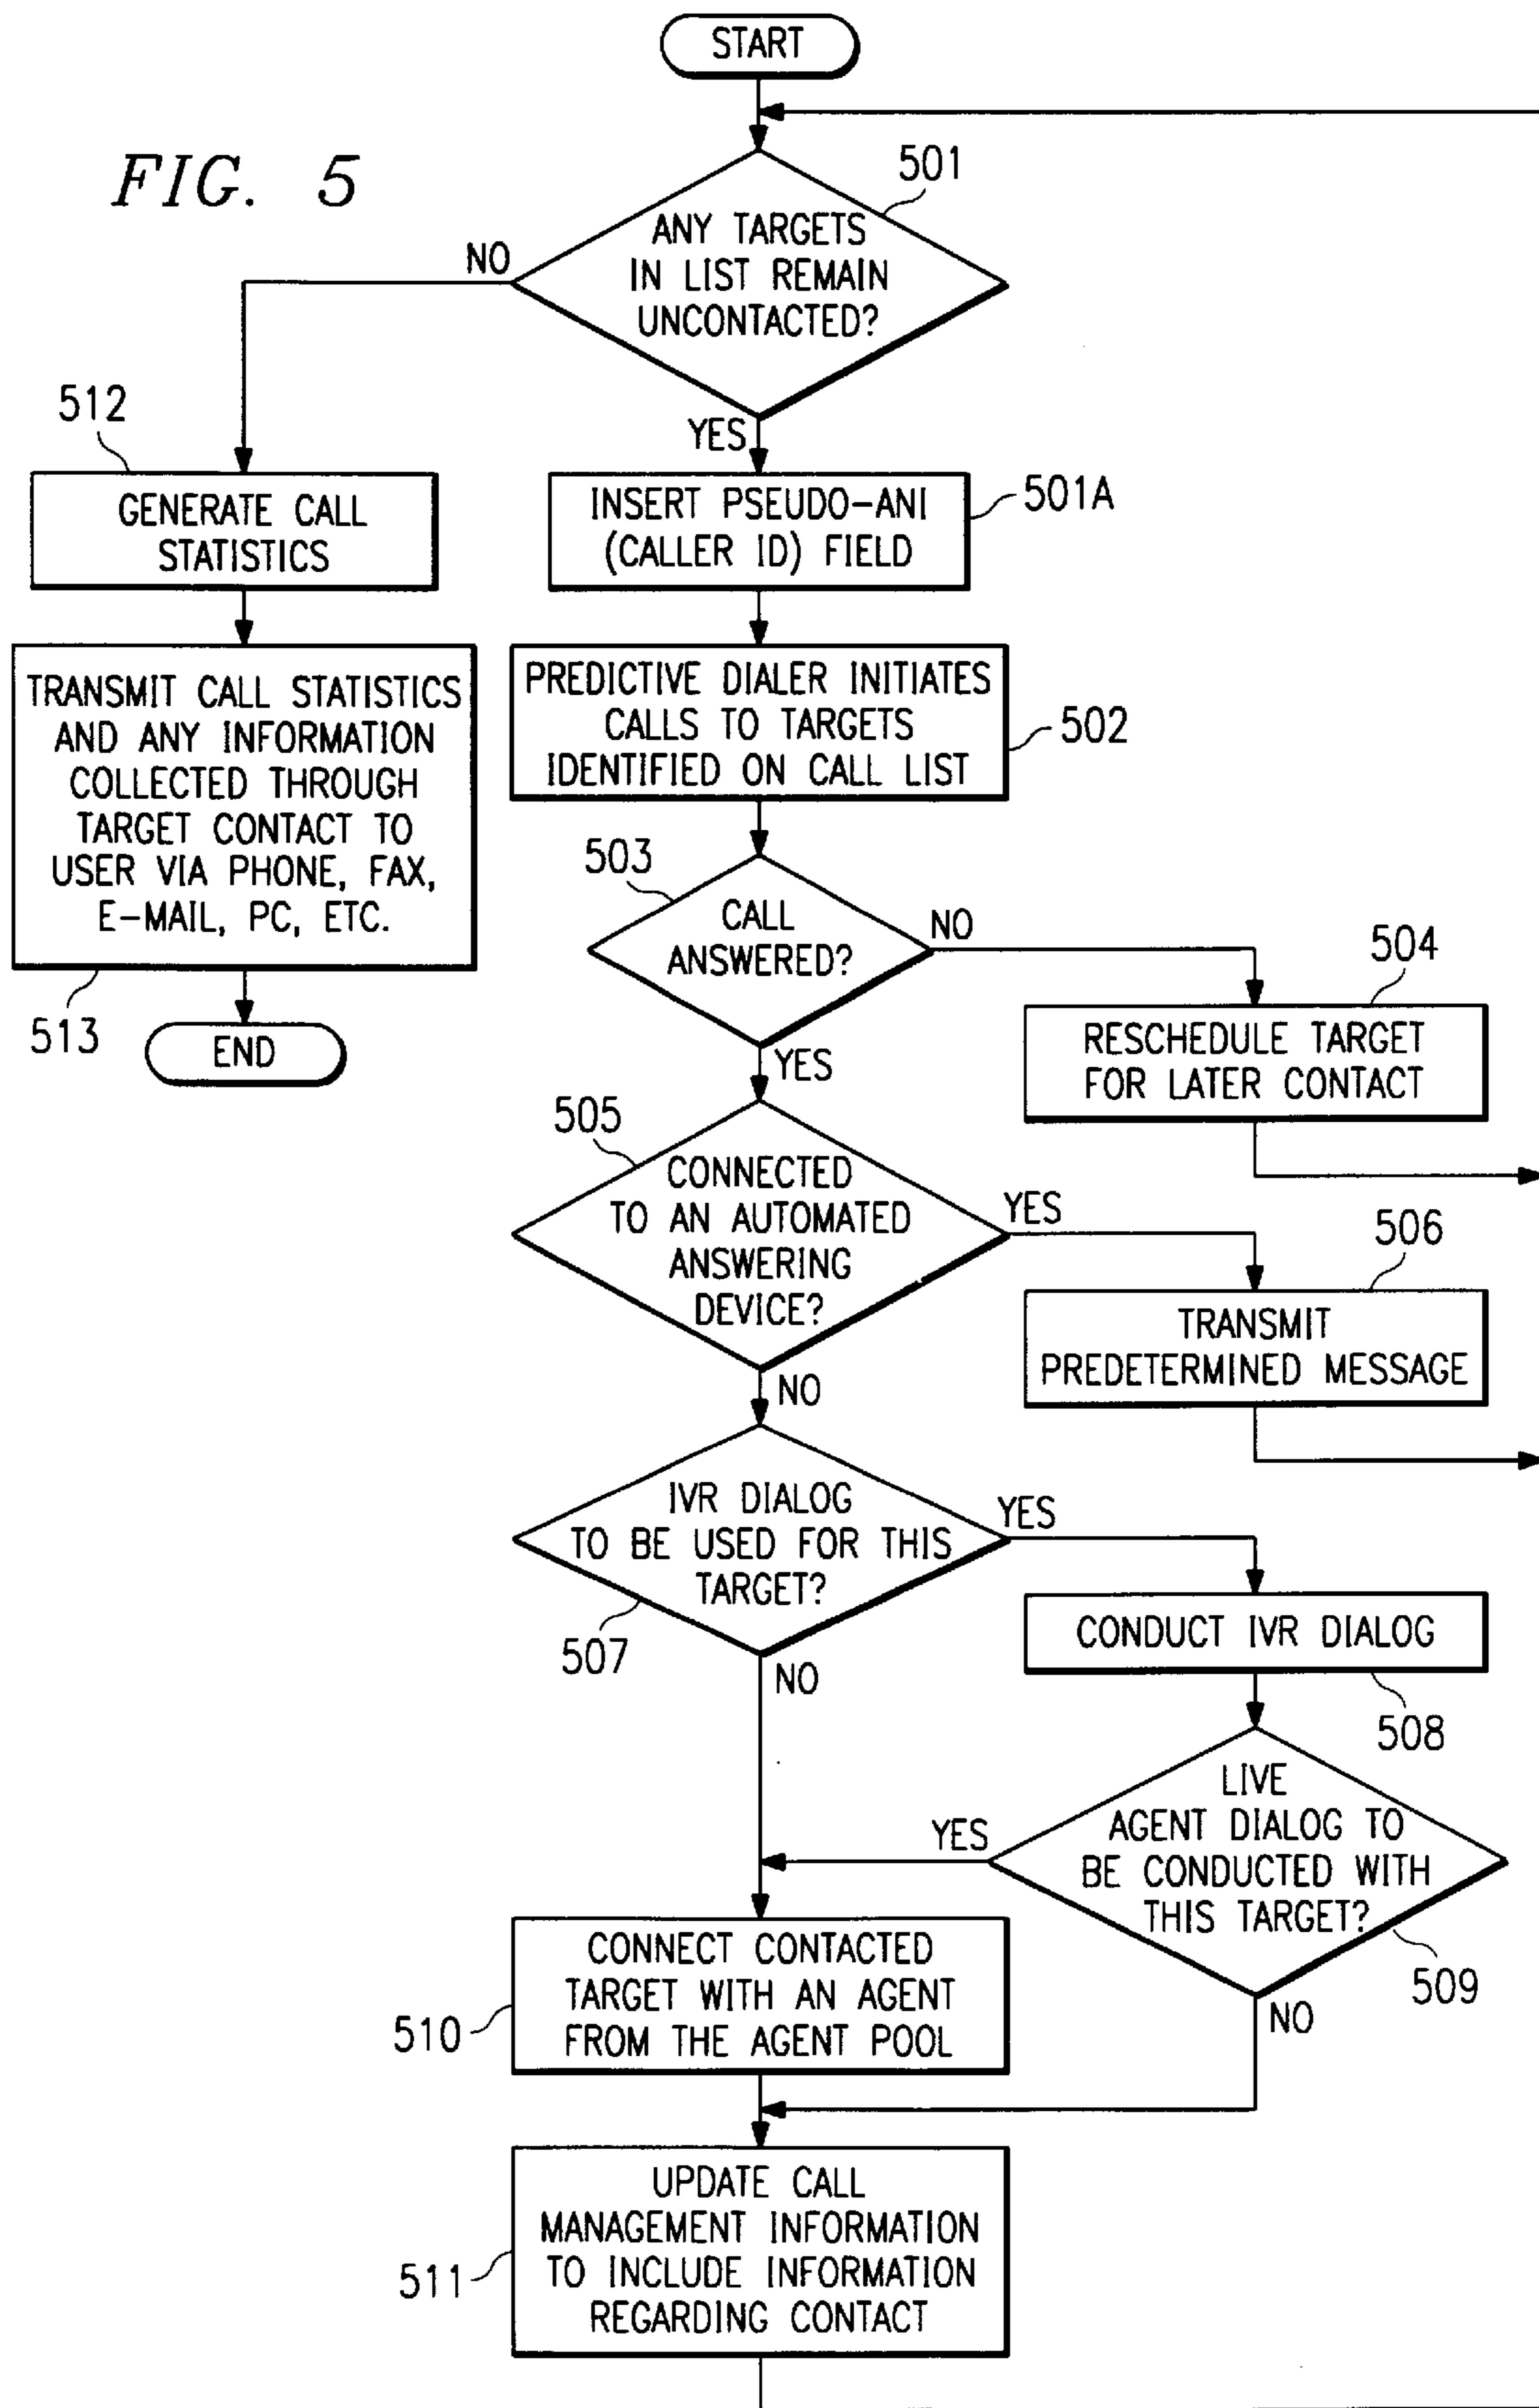 START
FIG. 5
501
ANY TARGETS
IN LIST REMAIN
UNCONTACTED?
NO
YES
512
GENERATE CALL
STATISTICS
INSERT PSEUDO-ANI
(CALLER ID) FIELD
501A
TRANSMIT CALL STATISTICS
AND ANY INFORMATION
COLLECTED THROUGH
TARGET CONTACT TO
USER VIA PHONE, FAX,
E-MAIL, PC, ETC.
513
END
PREDICTIVE DIALER INITIATES
CALLS TO TARGETS
IDENTIFIED ON CALL LIST
502
503
CALL
ANSWERED?
NO
YES
504
RESCHEDULE TARGET
FOR LATER CONTACT
505
CONNECTED
TO AN AUTOMATED
ANSWERING
DEVICE?
YES
NO
506
TRANSMIT
PREDETERMINED MESSAGE
IVR DIALOG
TO BE USED FOR THIS
TARGET?
YES
507
NO
CONDUCT IVR DIALOG
508
LIVE
AGENT DIALOG TO
BE CONDUCTED WITH
THIS TARGET?
YES
509
NO
CONNECT CONTACTED
TARGET WITH AN AGENT
FROM THE AGENT POOL
510
UPDATE CALL
MANAGEMENT INFORMATION
TO INCLUDE INFORMATION
REGARDING CONTACT
511